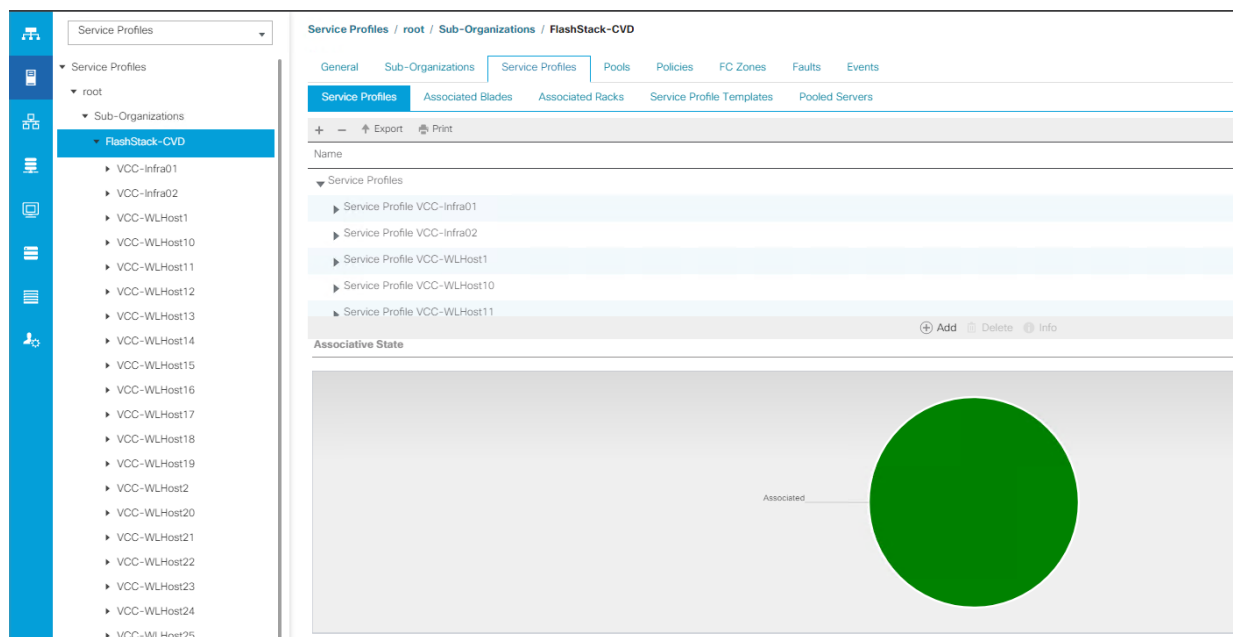 Service Profiles
Service Profiles
root
Sub-Organizations
FlashStack-CVD
VCC-Infra01
VCC-Infra02
VCC-WLHost1
VCC-WLHost10
VCC-WLHost11
VCC-WLHost12
VCC-WLHost13
VCC-WLHost14
VCC-WLHost15
VCC-WLHost16
VCC-WLHost17
VCC-WLHost18
VCC-WLHost19
VCC-WLHost2
VCC-WLHost20
VCC-WLHost21
VCC-WLHost22
VCC-WLHost23
VCC-WLHost24
VCC-WLHost25
Service Profiles / root / Sub-Organizations / FlashStack-CVD
General Sub-Organizations Service Profiles Pools Policies FC Zones Faults Events
Service Profiles Associated Blades Associated Racks Service Profile Templates Pooled Servers
+ − Export Print
Name
Service Profiles
Service Profile VCC-Infra01
Service Profile VCC-Infra02
Service Profile VCC-WLHost1
Service Profile VCC-WLHost10
Service Profile VCC-WLHost11
Add Delete Info
Associative State
Associated